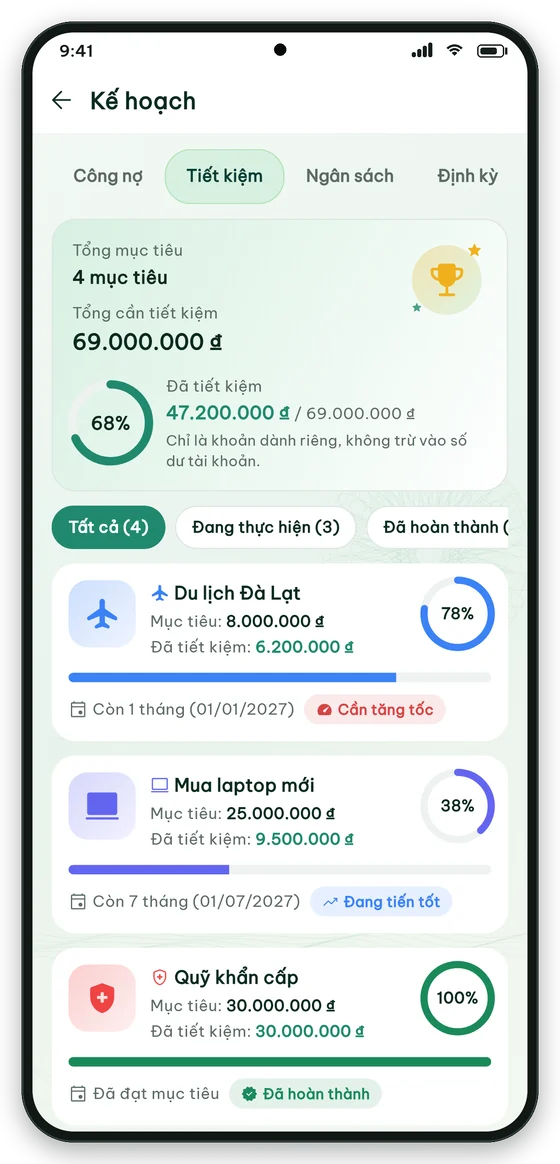 9:41
Kế hoạch
Công nợ
Tiết kiệm
Ngân sách
Định kỳ
Tổng mục tiêu
4 mục tiêu
Tổng cần tiết kiệm
69.000.000 ₫
68%
Đã tiết kiệm
47.200.000 ₫ / 69.000.000 ₫
Chỉ là khoản dành riêng, không trừ vào số
dư tài khoản.
Tất cả (4)
Đang thực hiện (3)
Đã hoàn thành (
Du lịch Đà Lạt
Mục tiêu: 8.000.000 ₫
Đã tiết kiệm: 6.200.000 ₫
78%
Còn 1 tháng (01/01/2027)
Cần tăng tốc
Mua laptop mới
Mục tiêu: 25.000.000 ₫
Đã tiết kiệm: 9.500.000 ₫
38%
Còn 7 tháng (01/07/2027)
Đang tiến tốt
Quỹ khẩn cấp
Mục tiêu: 30.000.000 ₫
Đã tiết kiệm: 30.000.000 ₫
100%
Đã đạt mục tiêu
Đã hoàn thành